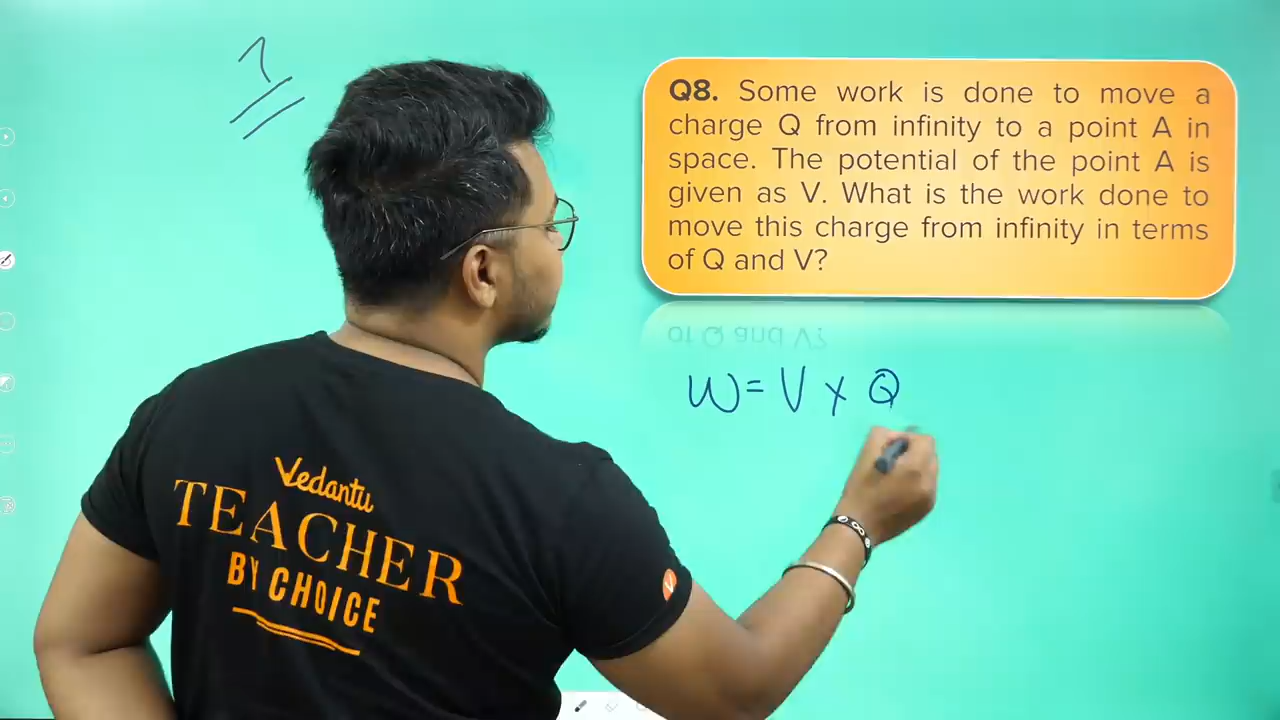 Q8. Some work is done to move a
charge Q from infinity to a point A in
space. The potential of the point A is
given as V. What is the work done to
move this charge from infinity in terms
of Q and V?
of Q and V?
W = V x Q
Vedantu
TEACHER
BY CHOICE